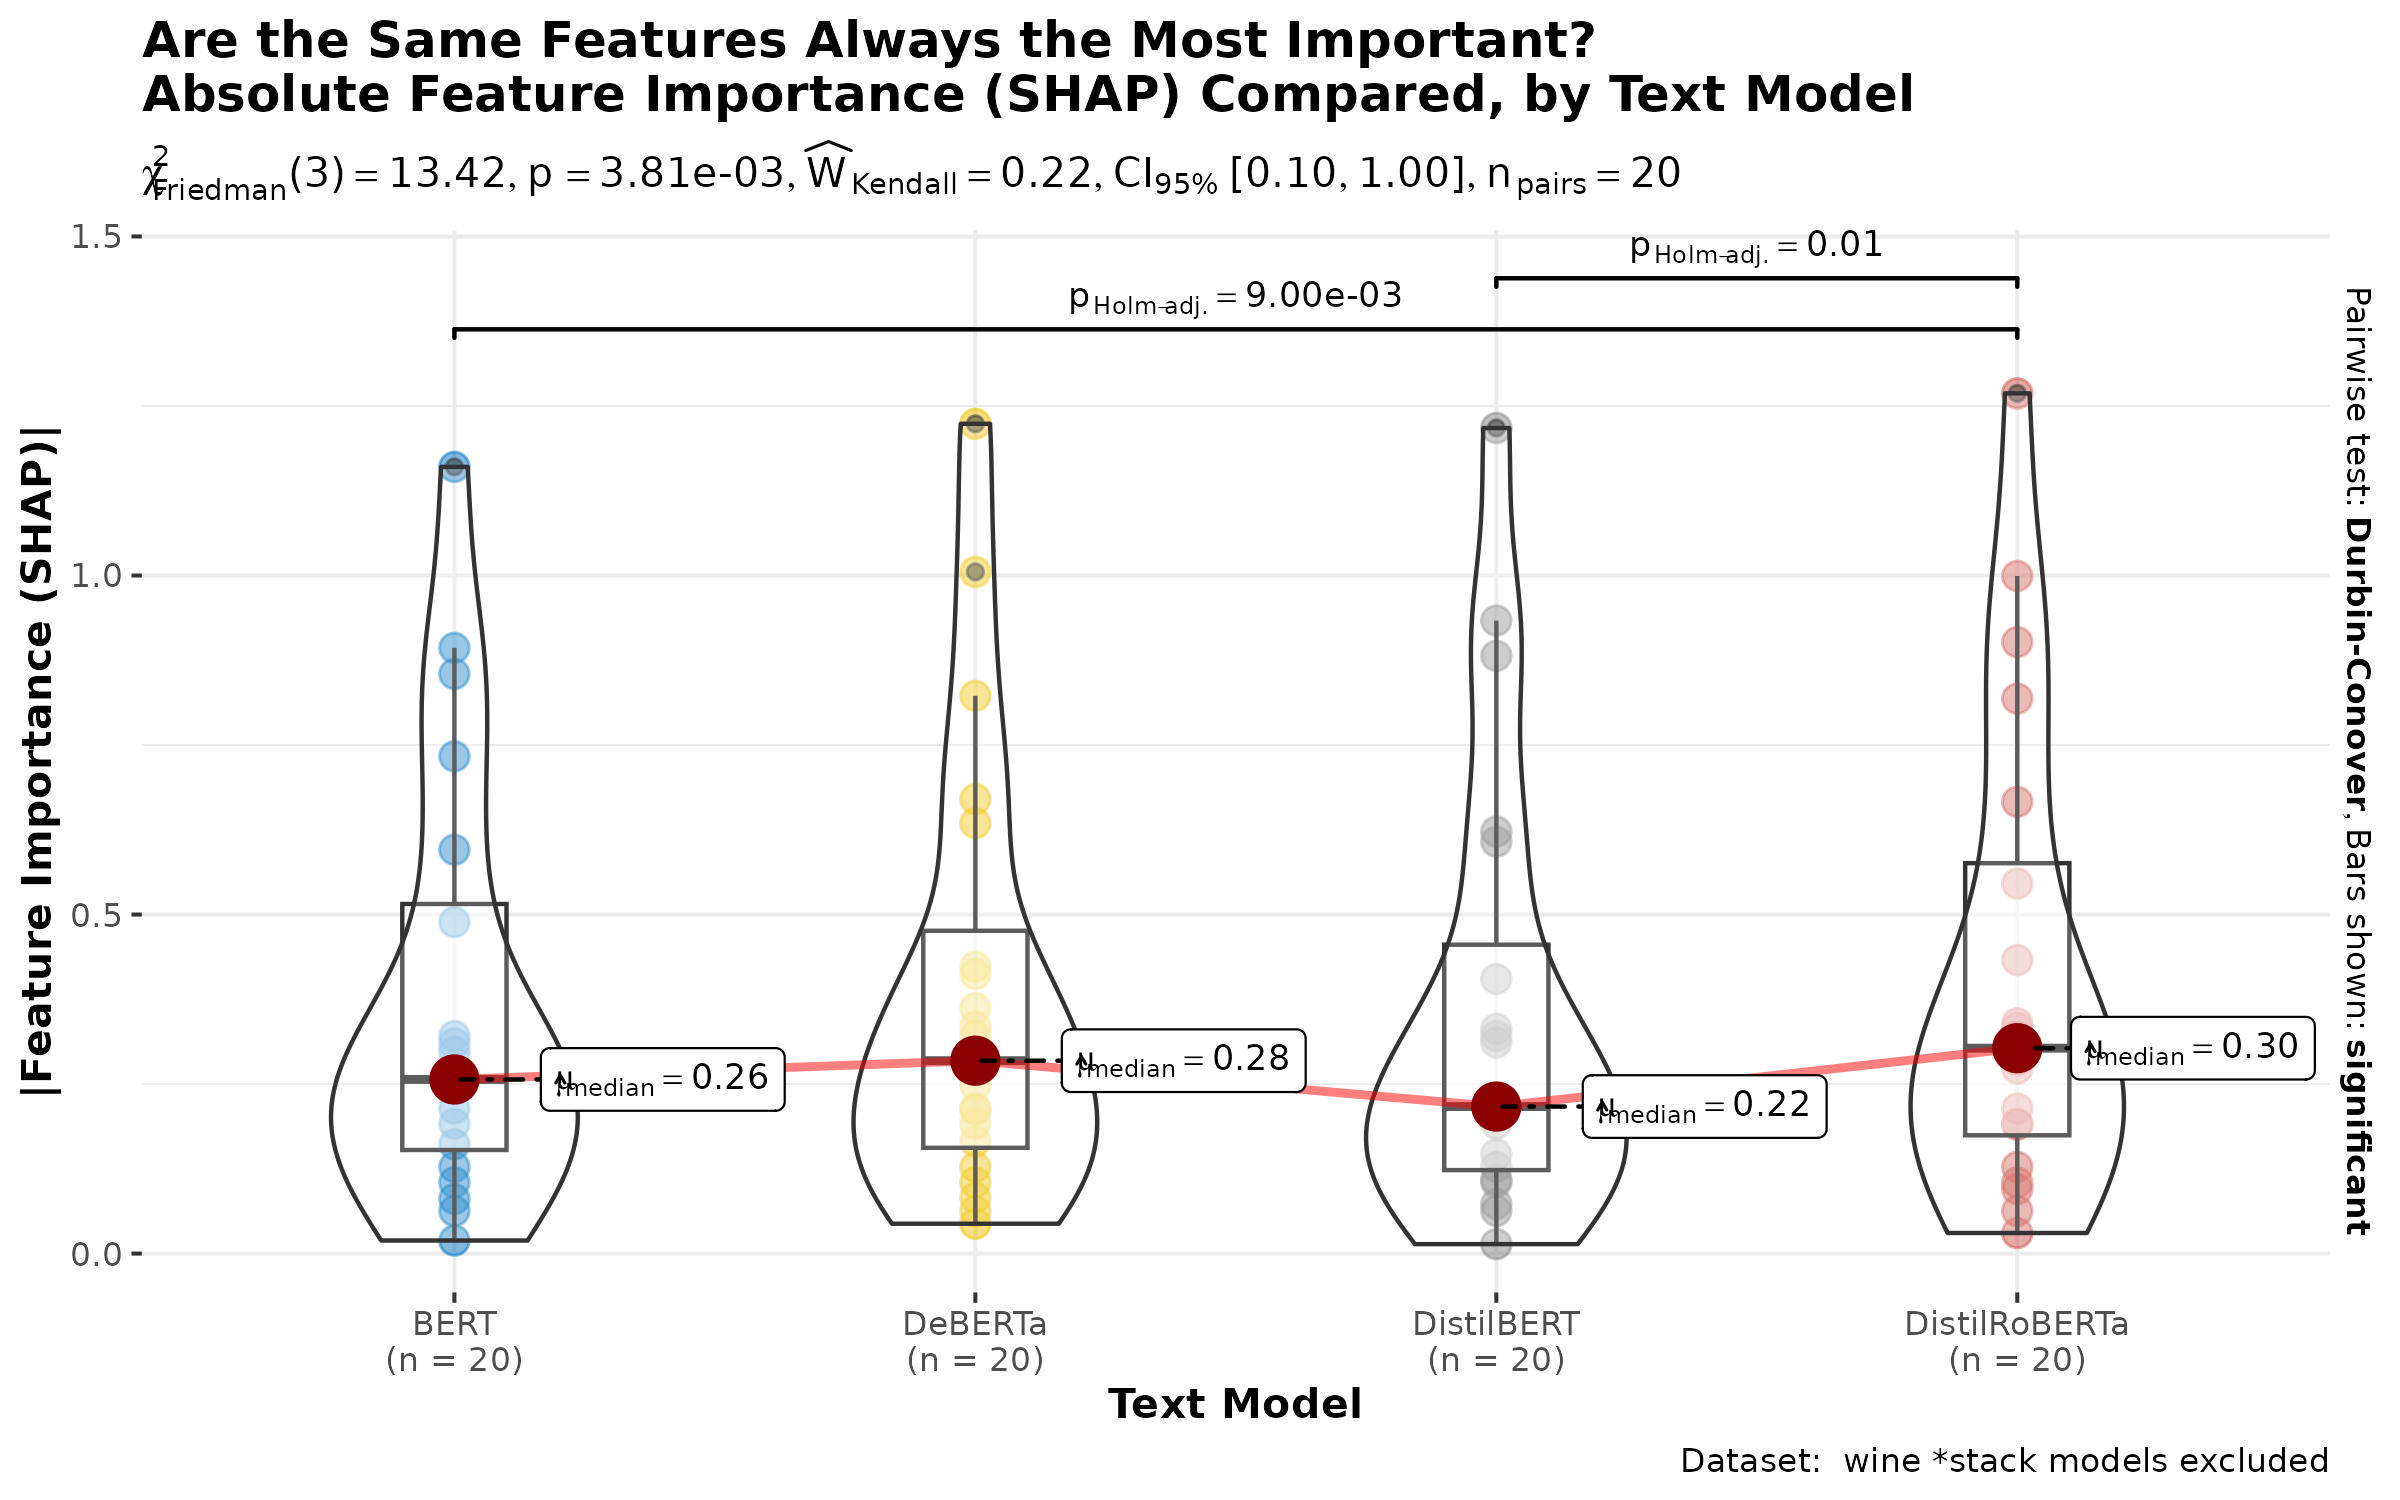 Are the Same Features Always the Most Important?
Absolute Feature Importance (SHAP) Compared, by Text Model
χ²Friedman(3) = 13.42, p = 3.81e-03, ŴKendall = 0.22, CI95% [0.10, 1.00], npairs = 20
|Feature Importance (SHAP)|
1.5
1.0
0.5
0.0
pHolm-adj. = 0.01
pHolm-adj. = 9.00e-03
μ̂median = 0.26
μ̂median = 0.28
μ̂median = 0.22
μ̂median = 0.30
Pairwise test: Durbin-Conover, Bars shown: significant
BERT
(n = 20)
DeBERTa
(n = 20)
DistilBERT
(n = 20)
DistilRoBERTa
(n = 20)
Text Model
Dataset:  wine *stack models excluded